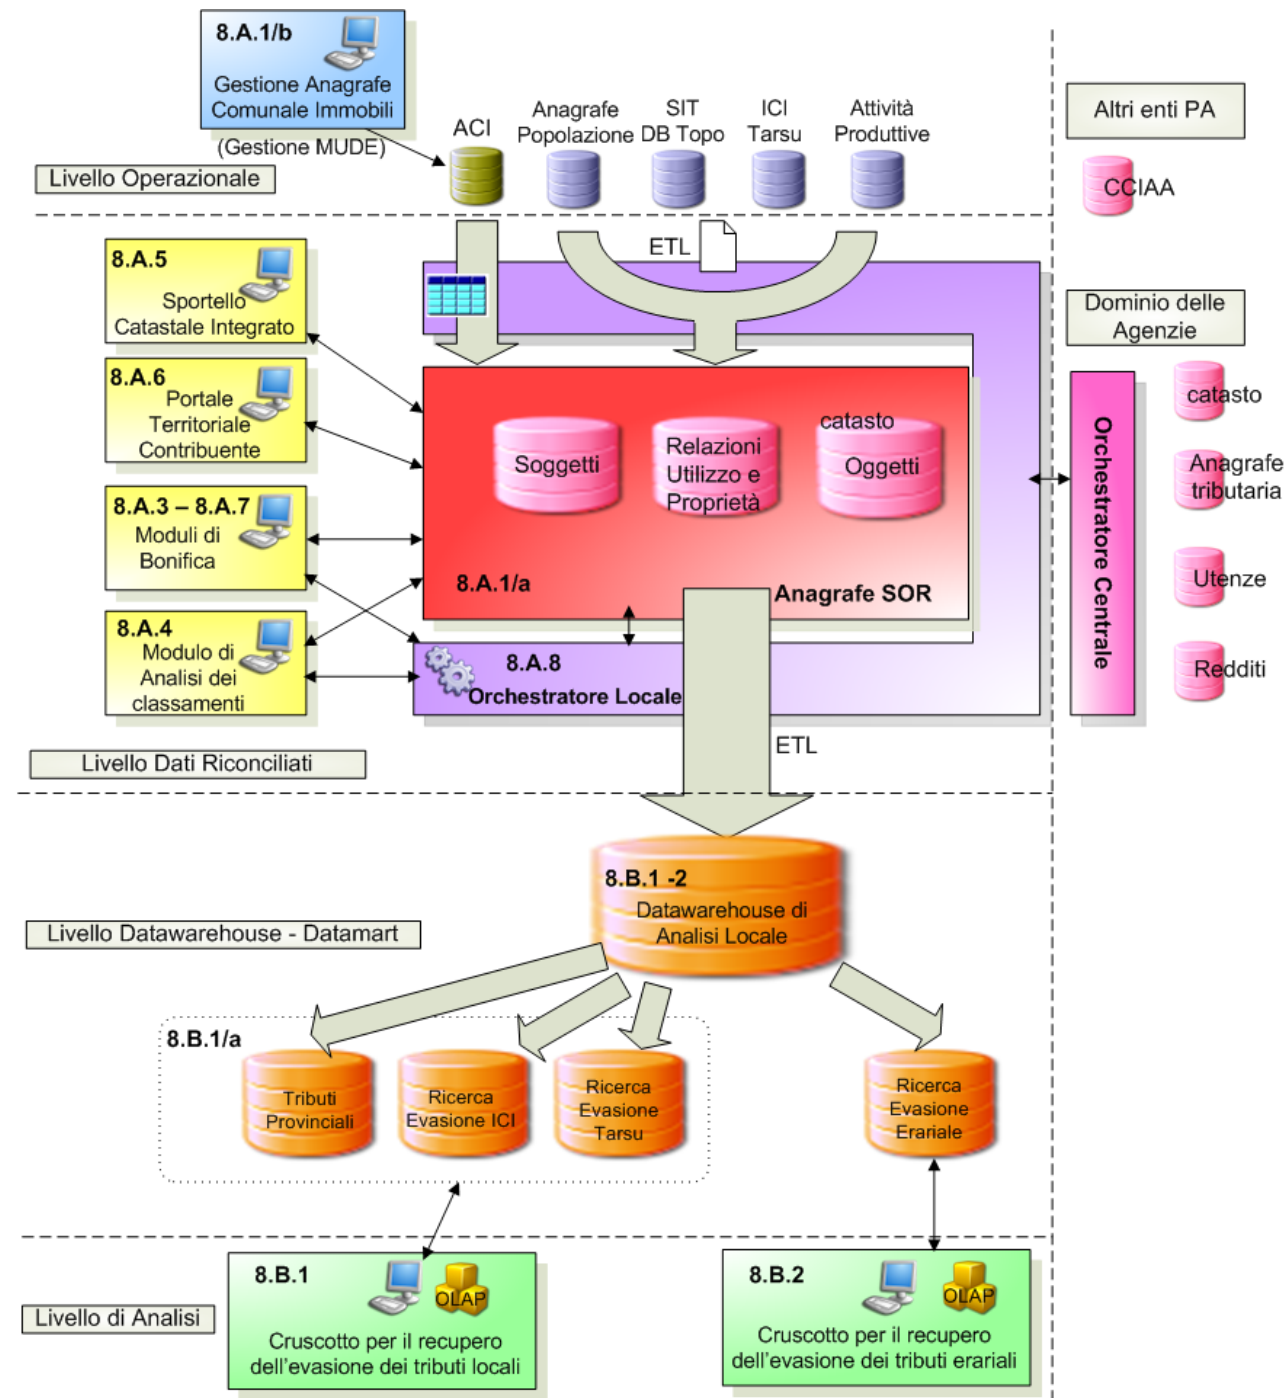 8.A.1/b
Gestione Anagrafe
Comunale Immobili
(Gestione MUDE)
ACI
Anagrafe
Popolazione
SIT
DB Topo
ICI
Tarsu
Attività
Produttive
Altri enti PA
CCIAA
Livello Operazionale
ETL
8.A.5
Sportello
Catastale Integrato
8.A.6
Portale
Territoriale
Contribuente
8.A.3 – 8.A.7
Moduli di
Bonifica
8.A.4
Modulo di
Analisi dei
classamenti
Soggetti
Relazioni
Utilizzo e
Proprietà
catasto
Oggetti
8.A.1/a
Anagrafe SOR
8.A.8
Orchestratore Locale
Dominio delle
Agenzie
Orchestratore Centrale
catasto
Anagrafe
tributaria
Utenze
Redditi
ETL
Livello Dati Riconciliati
8.B.1 -2
Datawarehouse di
Analisi Locale
Livello Datawarehouse - Datamart
8.B.1/a
Tributi
Provinciali
Ricerca
Evasione ICI
Ricerca
Evasione
Tarsu
Ricerca
Evasione
Erariale
8.B.1
OLAP
Cruscotto per il recupero
dell'evasione dei tributi locali
8.B.2
OLAP
Cruscotto per il recupero
dell'evasione dei tributi erariali
Livello di Analisi